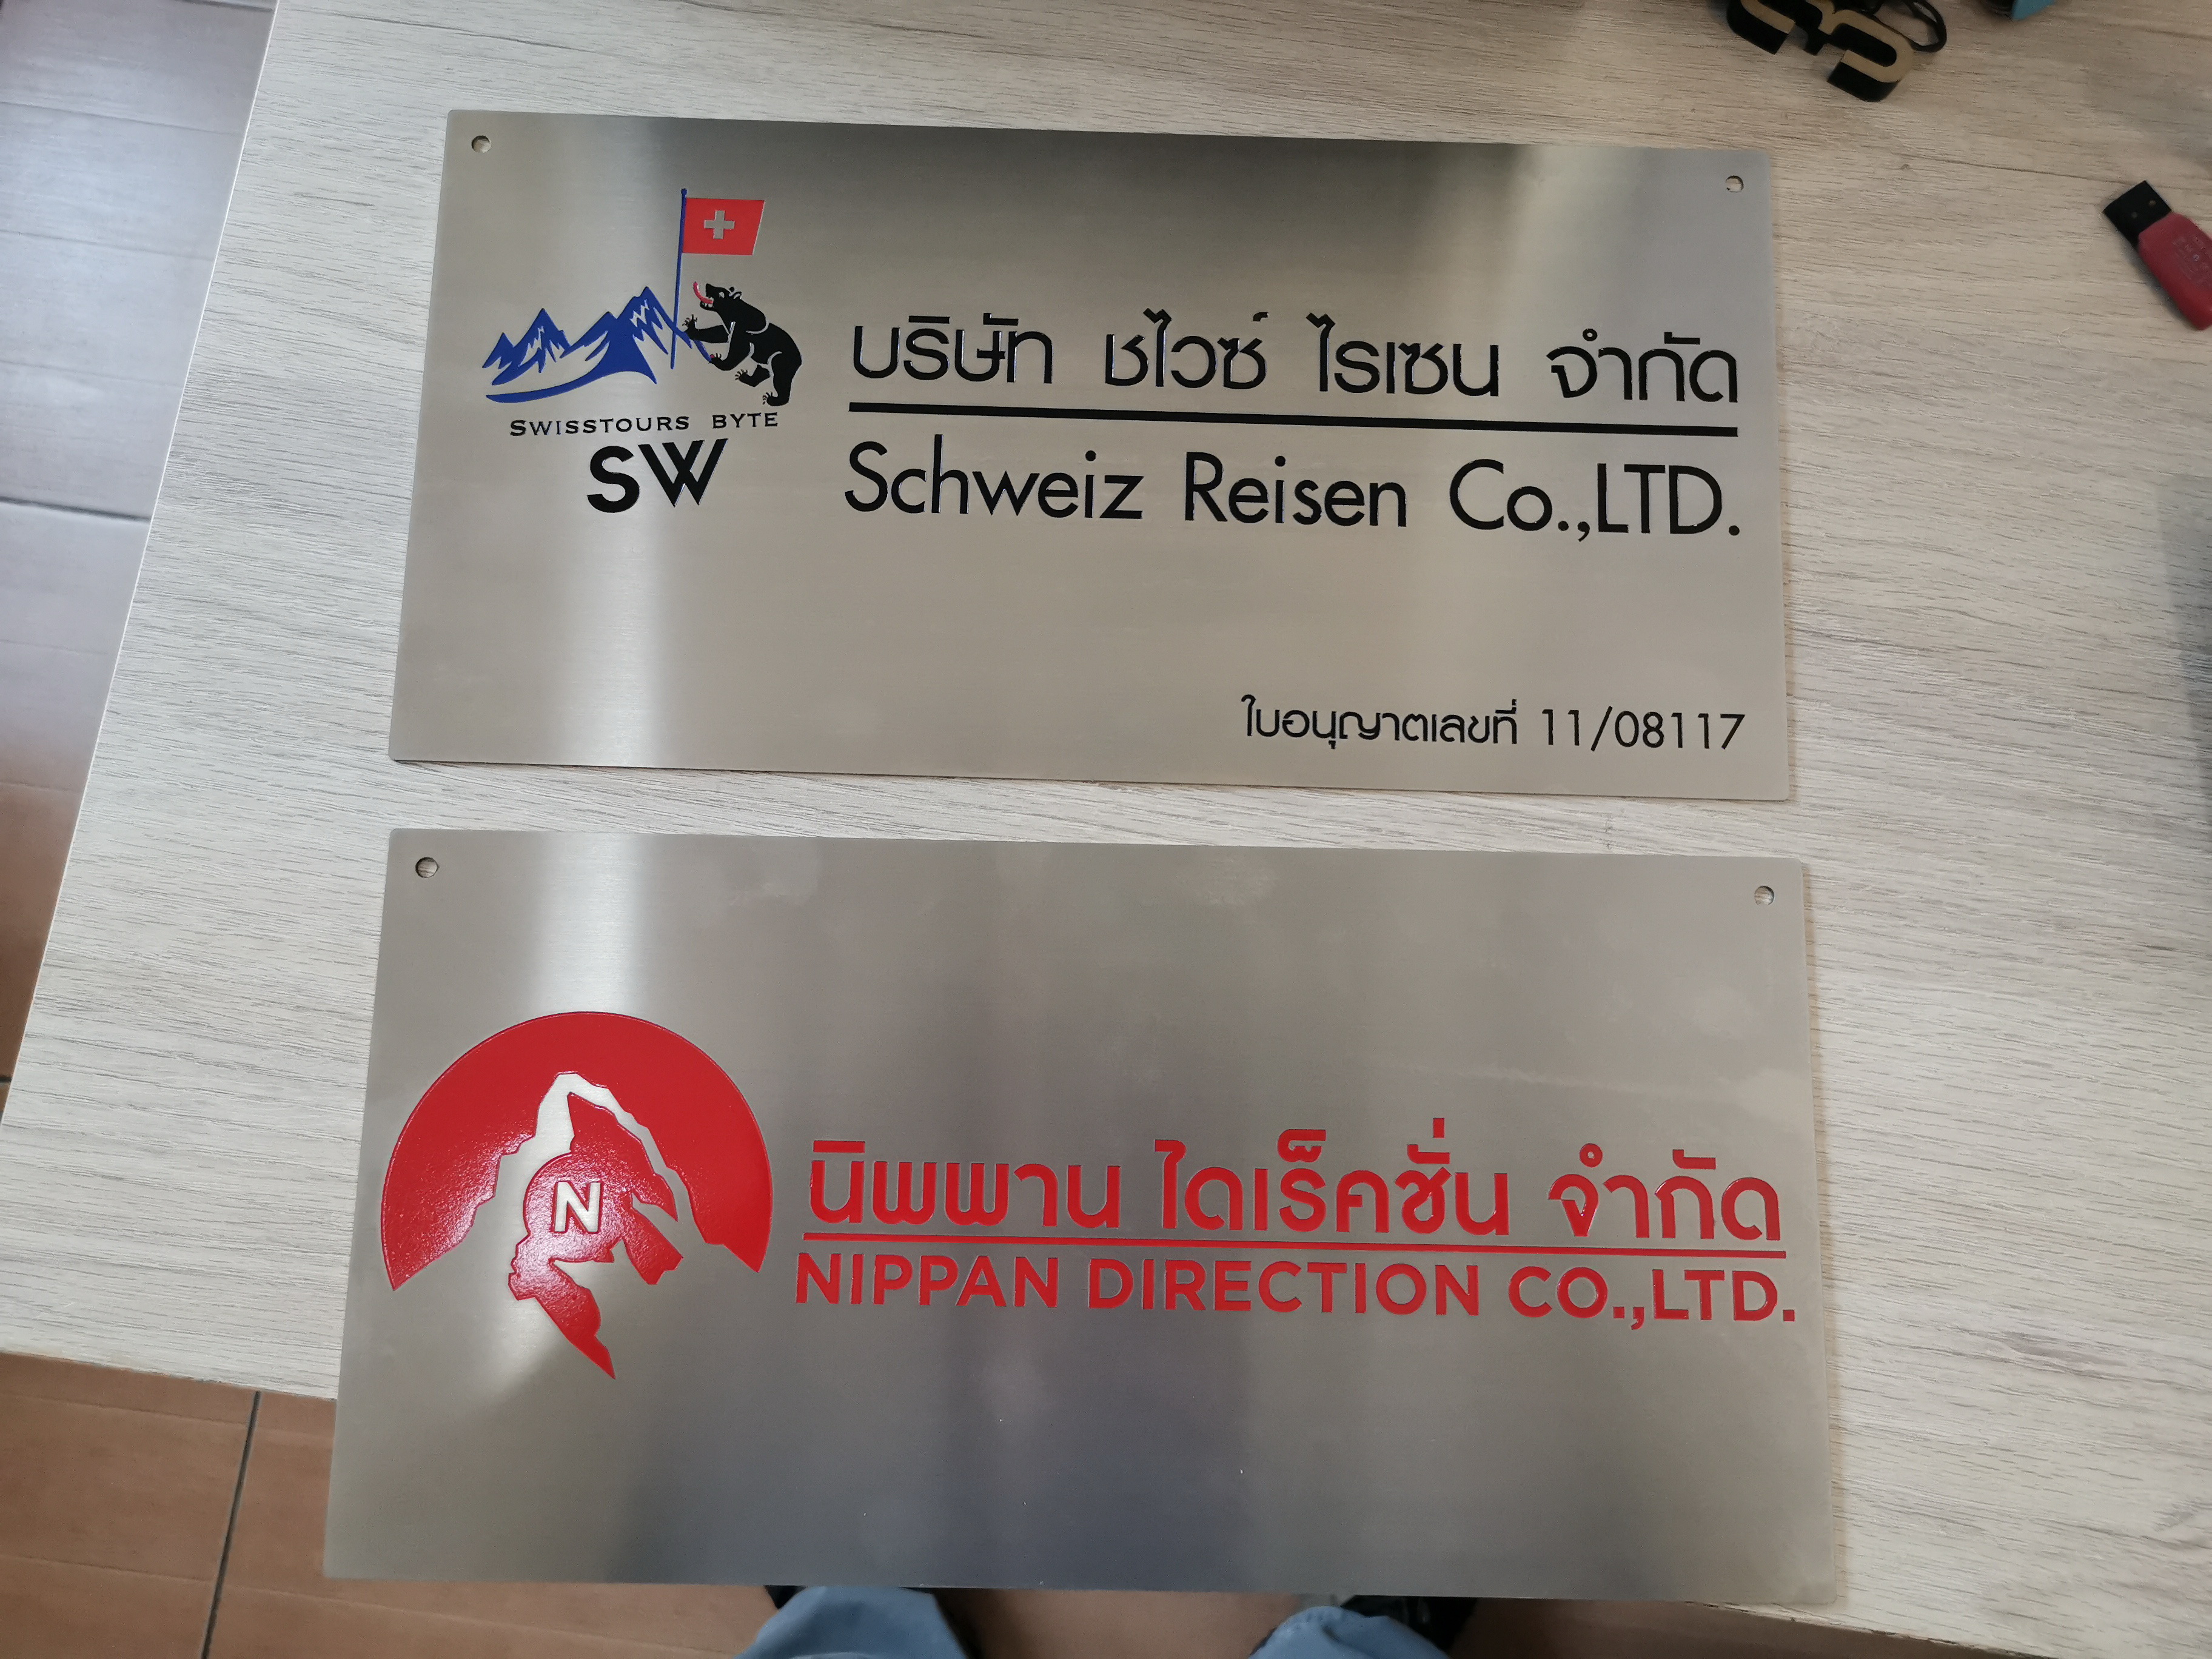 SWISSTOURS BYTE
SW
บริษัท ชไวซ์ ไรเซน จำกัด
Schweiz Reisen Co.,LTD.
ใบอนุญาตเลขที่ 11/08117
N
นิพพาน ไดเร็คชั่น จำกัด
NIPPAN DIRECTION CO.,LTD.